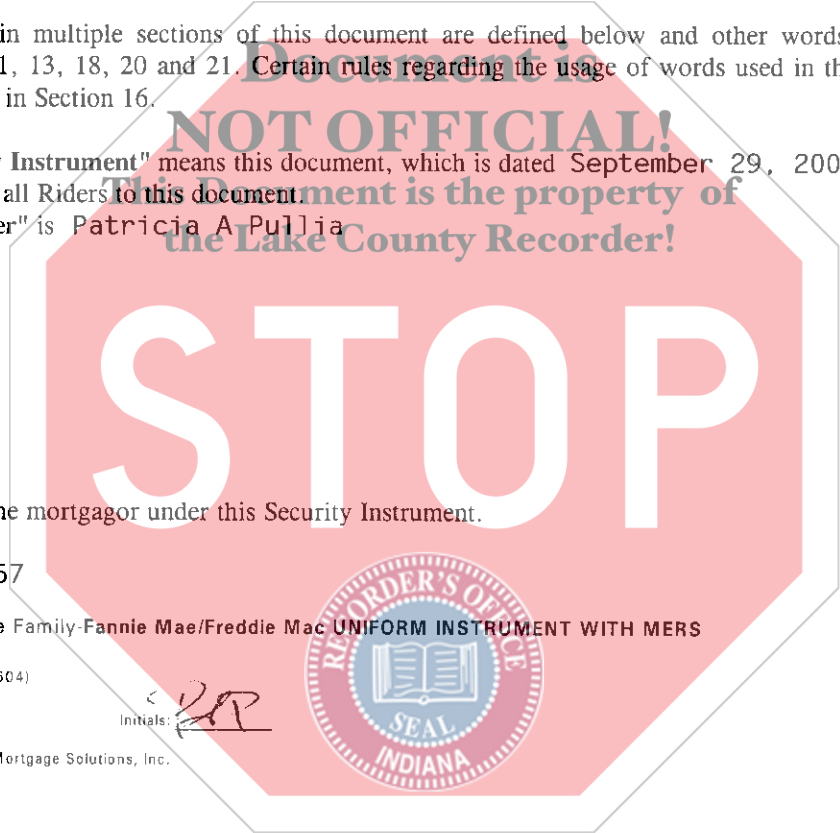 in multiple sections of this document are defined below and other words
1, 13, 18, 20 and 21. Certain rules regarding the usage of words used in th
in Section 16.
Document is
NOT OFFICIAL!
This Document is the property of
the Lake County Recorder!
Instrument" means this document, which is dated September 29, 200
all Riders to this document.
er" is Patricia A Pullia
STOP
he mortgagor under this Security Instrument.
57
e Family-Fannie Mae/Freddie Mac UNIFORM INSTRUMENT WITH MERS
604)
Initials: PAP
Mortgage Solutions, Inc.
RECORDER'S OFFICE
SEAL
INDIANA